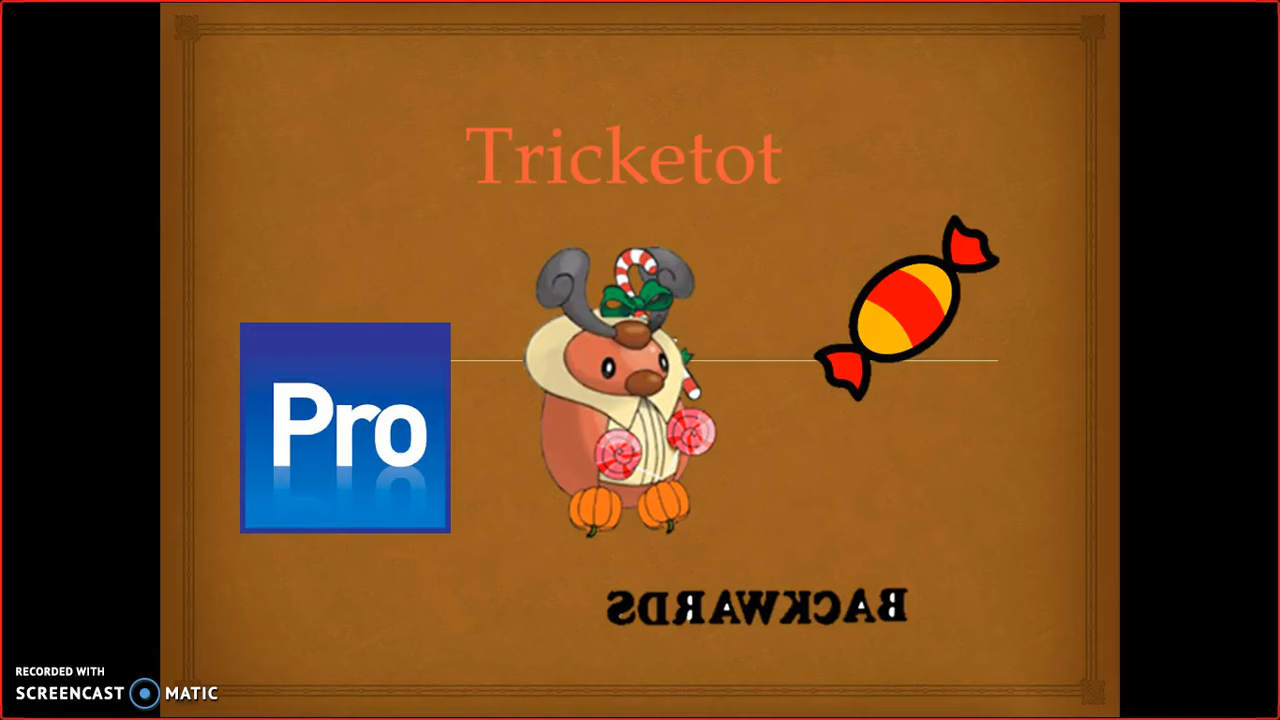 Tricketot
Pro
BACKWARDS
RECORDED WITH
SCREENCAST MATIC